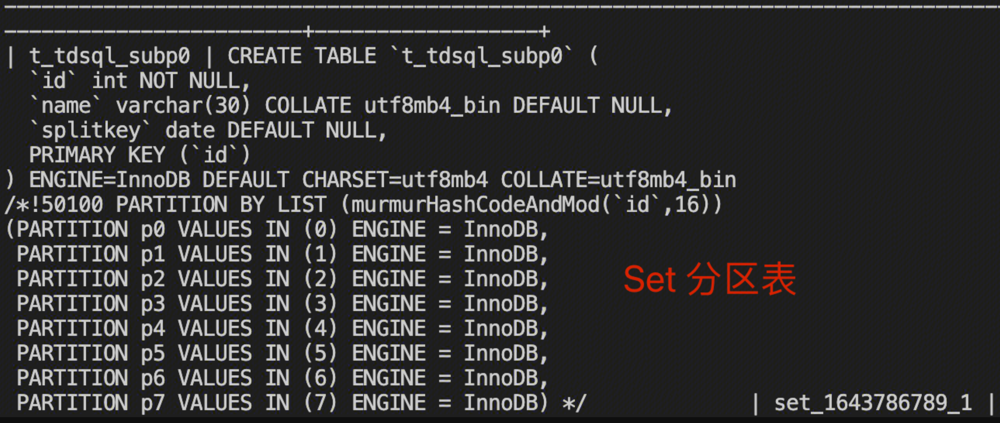 --------------------------------------------------------------------------------
-------------------------+------------------+
| t_tdsql_subp0 | CREATE TABLE `t_tdsql_subp0` (
  `id` int NOT NULL,
  `name` varchar(30) COLLATE utf8mb4_bin DEFAULT NULL,
  `splitkey` date DEFAULT NULL,
  PRIMARY KEY (`id`)
) ENGINE=InnoDB DEFAULT CHARSET=utf8mb4 COLLATE=utf8mb4_bin
/*!50100 PARTITION BY LIST (murmurHashCodeAndMod(`id`,16))
(PARTITION p0 VALUES IN (0) ENGINE = InnoDB,
 PARTITION p1 VALUES IN (1) ENGINE = InnoDB,
 PARTITION p2 VALUES IN (2) ENGINE = InnoDB,
Set 分区表
 PARTITION p3 VALUES IN (3) ENGINE = InnoDB,
 PARTITION p4 VALUES IN (4) ENGINE = InnoDB,
 PARTITION p5 VALUES IN (5) ENGINE = InnoDB,
 PARTITION p6 VALUES IN (6) ENGINE = InnoDB,
 PARTITION p7 VALUES IN (7) ENGINE = InnoDB) */             | set_1643786789_1 |